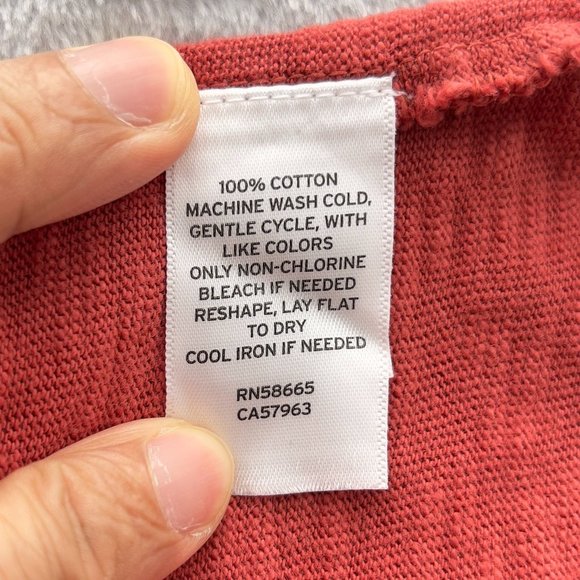 100% COTTON
MACHINE WASH COLD,
GENTLE CYCLE, WITH
LIKE COLORS
ONLY NON-CHLORINE
BLEACH IF NEEDED
RESHAPE, LAY FLAT
TO DRY
COOL IRON IF NEEDED
RN58665
CA57963